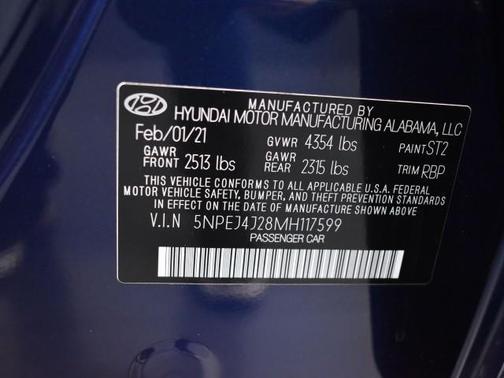 MANUFACTURED BY
HYUNDAI MOTOR MANUFACTURING ALABAMA, LLC
Feb/01/21 GVWR 4354 lbs PAINT ST2
GAWR FRONT 2513 lbs GAWR REAR 2315 lbs TRIM RBP
THIS VEHICLE CONFORMS TO ALL APPLICABLE U.S.A FEDERAL
MOTOR VEHICLE SAFETY, BUMPER, AND THEFT PREVENTION STANDARDS
IN EFFECT ON THE DATE OF MANUFACTURE SHOWN ABOVE.
V.I.N 5NPEJ4J28MH117599
PASSENGER CAR